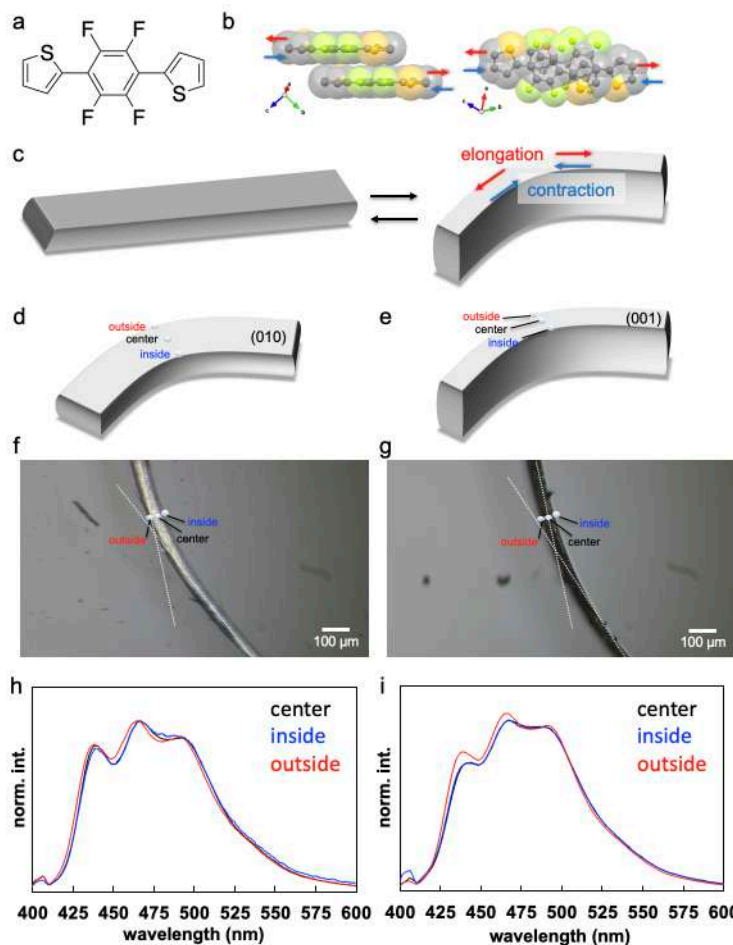 a
F F
S
S
F F
b
a
c b
a
c b
c
elongation
contraction
d
outside
center
inside
(010)
e
outside
center
inside
(001)
f
inside
outside
center
100 μm
g
inside
outside
center
100 μm
h
center
inside
outside
norm. int.
400 425 450 475 500 525 550 575 600
wavelength (nm)
i
center
inside
outside
norm. int.
400 425 450 475 500 525 550 575 600
wavelength (nm)